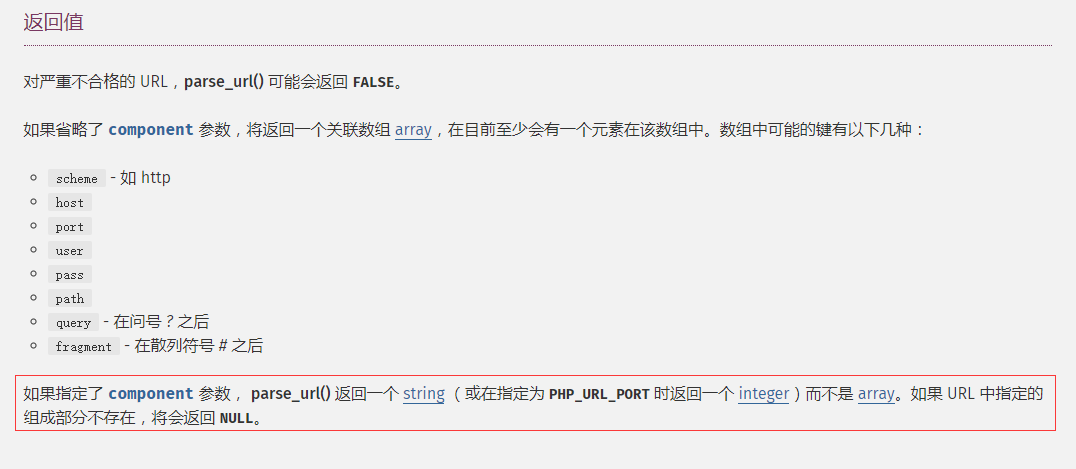 返回值
对严重不合格的 URL，parse_url() 可能会返回 FALSE。
如果省略了 component 参数，将返回一个关联数组 array，在目前至少会有一个元素在该数组中。数组中可能的键有以下几种：
scheme - 如 http
host
port
user
pass
path
query - 在问号 ? 之后
fragment - 在散列符号 # 之后
如果指定了 component 参数， parse_url() 返回一个 string （或在指定为 PHP_URL_PORT 时返回一个 integer）而不是 array。如果 URL 中指定的
组成部分不存在，将会返回 NULL。